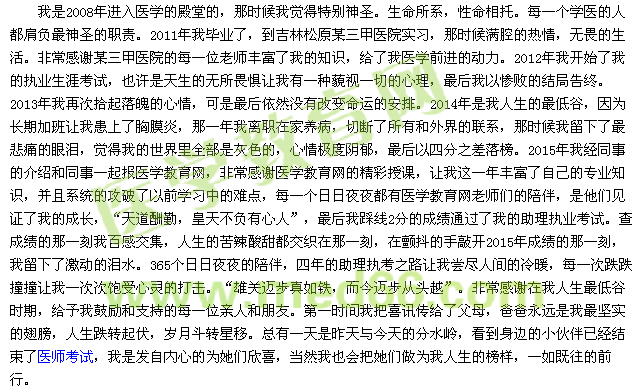 我是2008年进入医学的殿堂的，那时候我觉得特别神圣。生命所系，性命相托。每一个学医的人
都肩负最神圣的职责。2011年我毕业了，到吉林松原某三甲医院实习，那时候满腔的热情，无畏的生
活。非常感谢某三甲医院的每一位老师丰富了我的知识，给了我医学前进的动力。2012年我开始了我
的执业生涯考试，也许是天生的无所畏惧让我有一种藐视一切的心理，最后我以惨败的结局告终。
2013年我再次拾起落魄的心情，可是最后依然没有改变命运的安排。2014年是我人生的最低谷，因为
长期加班让我患上了胸膜炎，那一年我离职在家养病，切断了所有和外界的联系，那时候我留下了最
悲痛的眼泪，觉得我的世界里全部是灰色的，心情极度阴郁，最后以四分之差落榜。2015年我经同事
的介绍和同事一起报医学教育网，非常感谢医学教育网的精彩授课，让我这一年丰富了自己的专业知
识，并且系统的攻破了以前学习中的难点，每一个日日夜夜都有医学教育网老师们的陪伴，是他们见
证了我的成长，“天道酬勤，皇天不负有心人”，最后我踩线2分的成绩通过了我的助理执业考试。查
成绩的那一刻我百感交集，人生的苦辣酸甜都交织在那一刻，在颤抖的手敲开2015年成绩的那一刻，
我留下了激动的泪水。365个日日夜夜的陪伴，四年的助理执考之路让我尝尽人间的冷暖，每一次跌跌
撞撞让我一次次饱受心灵的打击。“雄关迈步真如铁，而今迈步从头越”，非常感谢在我人生最低谷
时期，给予我鼓励和支持的每一位亲人和朋友。第一时间我把喜讯传给了父母，爸爸永远是我最坚实
的翅膀，人生跌转起伏，岁月斗转星移。总有一天是昨天与今天的分水岭，看到身边的小伙伴已经结
束了医师考试，我是发自内心的为她们欣喜，当然我也会把她们做为我人生的榜样，一如既往的前
行。
医学教育网
www.med66.com